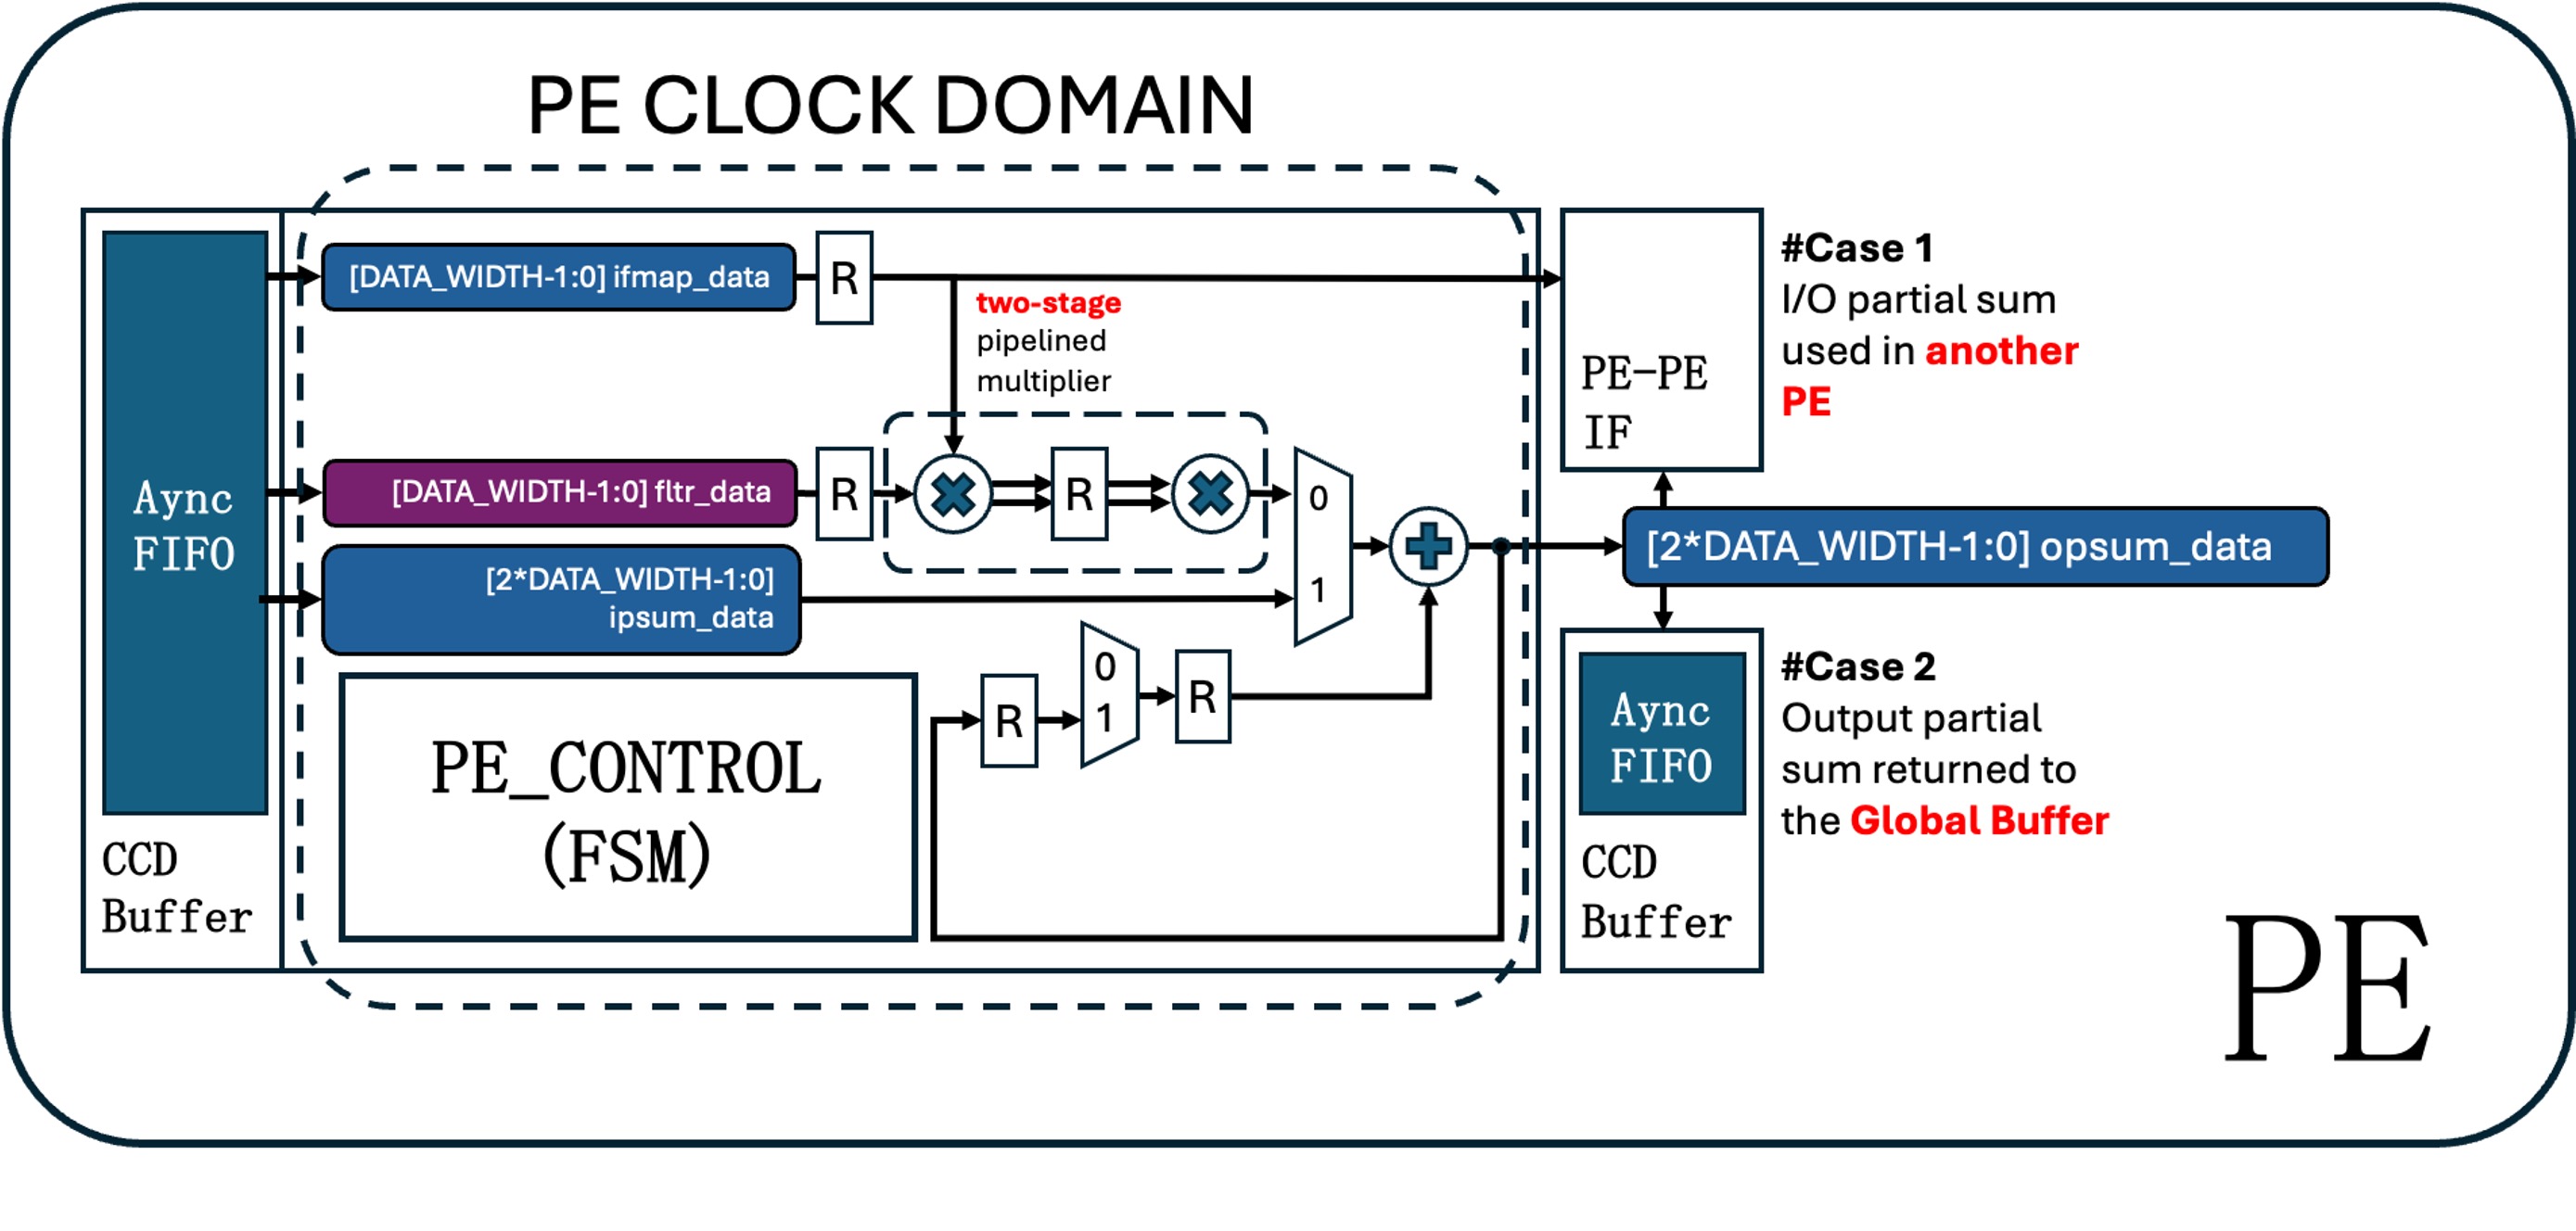 PE CLOCK DOMAIN
Aync
FIFO
CCD
Buffer
[DATA_WIDTH-1:0] ifmap_data
R
two-stage
pipelined
multiplier
[DATA_WIDTH-1:0] fltr_data
R
R
0
1
[2*DATA_WIDTH-1:0]
ipsum_data
PE_CONTROL
(FSM)
R
0
1
R
PE-PE
IF
#Case 1
I/O partial sum
used in another
PE
[2*DATA_WIDTH-1:0] opsum_data
Aync
FIFO
CCD
Buffer
#Case 2
Output partial
sum returned to
the Global Buffer
PE